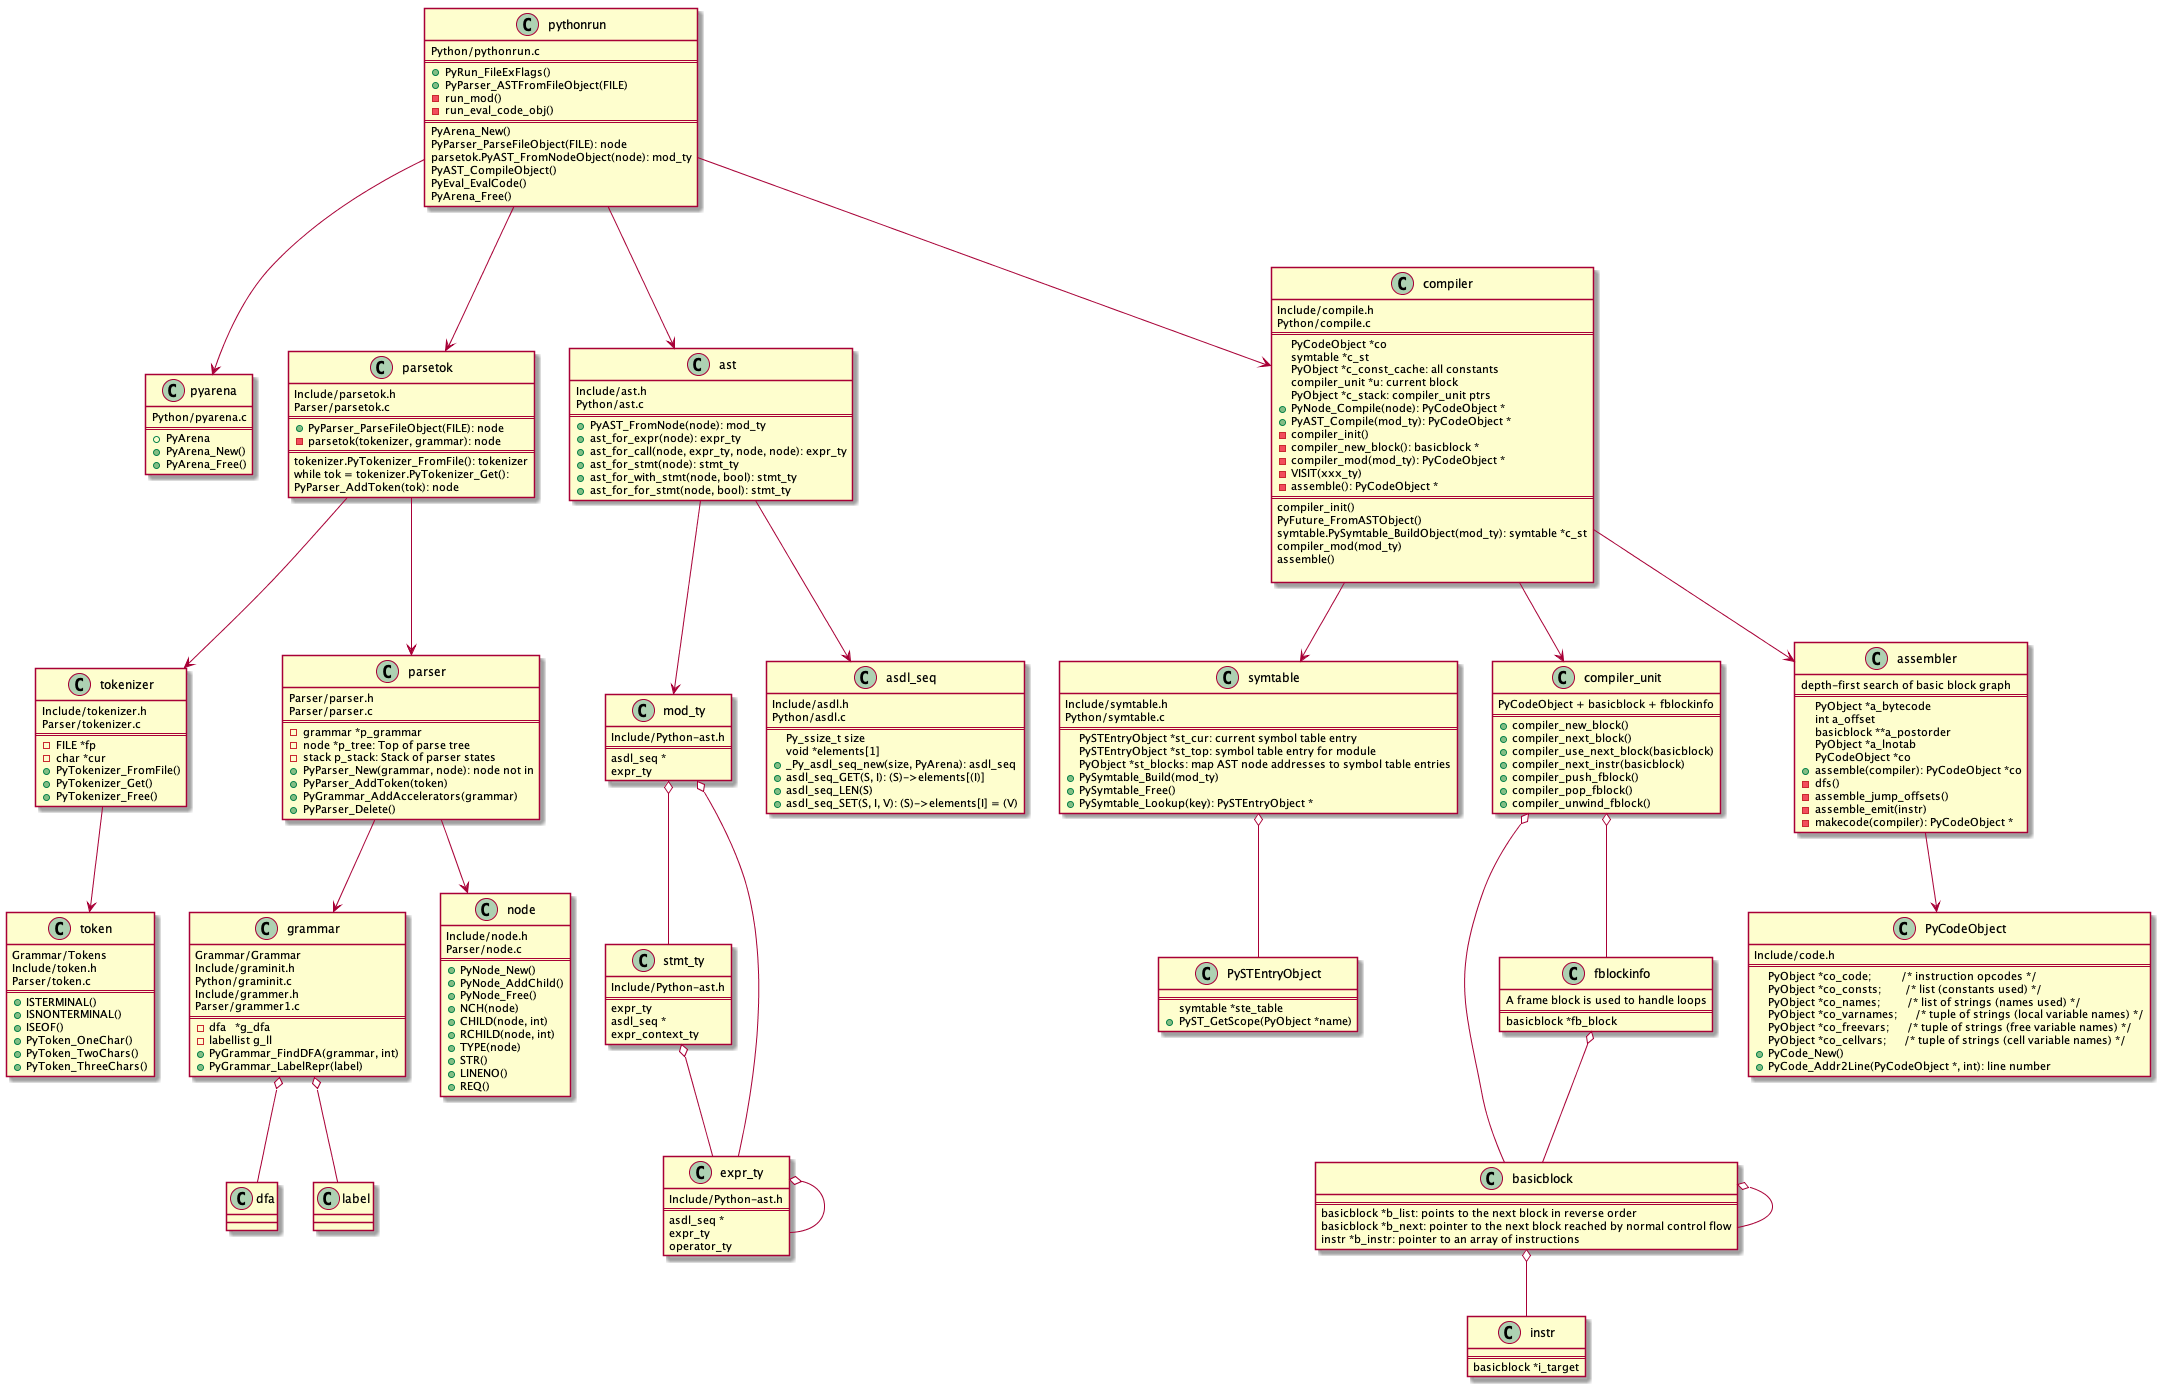 pythonrun
Python/pythonrun.c
PyRun_FileExFlags()
PyParser_ASTFromFileObject(FILE)
run_mod()
run_eval_code_obj()
PyArena_New()
PyParser_ParseFileObject(FILE): node
parsetok.PyAST_FromNodeObject(node): mod_ty
PyAST_CompileObject()
PyEval_EvalCode()
PyArena_Free()
pyarena
Python/pyarena.c
PyArena
PyArena_New()
PyArena_Free()
parsetok
Include/parsetok.h
Parser/parsetok.c
PyParser_ParseFileObject(FILE): node
parsetok(tokenizer, grammar): node
tokenizer.PyTokenizer_FromFile(): tokenizer
while tok = tokenizer.PyTokenizer_Get():
PyParser_AddToken(tok): node
ast
Include/ast.h
Python/ast.c
PyAST_FromNode(node): mod_ty
ast_for_expr(node): expr_ty
ast_for_call(node, expr_ty, node, node): expr_ty
ast_for_stmt(node): stmt_ty
ast_for_with_stmt(node, bool): stmt_ty
ast_for_for_stmt(node, bool): stmt_ty
compiler
Include/compile.h
Python/compile.c
PyCodeObject *co
symtable *c_st
PyObject *c_const_cache: all constants
compiler_unit *u: current block
PyObject *c_stack: compiler_unit ptrs
PyNode_Compile(node): PyCodeObject *
PyAST_Compile(mod_ty): PyCodeObject *
compiler_init()
compiler_new_block(): basicblock *
compiler_mod(mod_ty): PyCodeObject *
VISIT(xxx_ty)
assemble(): PyCodeObject *
compiler_init()
PyFuture_FromASTObject()
symtable.PySymtable_BuildObject(mod_ty): symtable *c_st
compiler_mod(mod_ty)
assemble()
tokenizer
Include/tokenizer.h
Parser/tokenizer.c
FILE *fp
char *cur
PyTokenizer_FromFile()
PyTokenizer_Get()
PyTokenizer_Free()
parser
Parser/parser.h
Parser/parser.c
grammar *p_grammar
node *p_tree: Top of parse tree
stack p_stack: Stack of parser states
PyParser_New(grammar, node): node not in
PyParser_AddToken(token)
PyGrammar_AddAccelerators(grammar)
PyParser_Delete()
mod_ty
Include/Python-ast.h
asdl_seq *
expr_ty
asdl_seq
Include/asdl.h
Python/asdl.c
Py_ssize_t size
void *elements[1]
_Py_asdl_seq_new(size, PyArena): asdl_seq
asdl_seq_GET(S, I): (S)->elements[(I)]
asdl_seq_LEN(S)
asdl_seq_SET(S, I, V): (S)->elements[I] = (V)
symtable
Include/symtable.h
Python/symtable.c
PySTEntryObject *st_cur: current symbol table entry
PySTEntryObject *st_top: symbol table entry for module
PyObject *st_blocks: map AST node addresses to symbol table entries
PySymtable_Build(mod_ty)
PySymtable_Free()
PySymtable_Lookup(key): PySTEntryObject *
compiler_unit
PyCodeObject + basicblock + fblockinfo
compiler_new_block()
compiler_next_block()
compiler_use_next_block(basicblock)
compiler_next_instr(basicblock)
compiler_push_fblock()
compiler_pop_fblock()
compiler_unwind_fblock()
assembler
depth-first search of basic block graph
PyObject *a_bytecode
int a_offset
basicblock **a_postorder
PyObject *a_lnotab
PyCodeObject *co
assemble(compiler): PyCodeObject *co
dfs()
assemble_jump_offsets()
assemble_emit(instr)
makecode(compiler): PyCodeObject *
token
Grammar/Tokens
Include/token.h
Parser/token.c
ISTERMINAL()
ISNONTERMINAL()
ISEOF()
PyToken_OneChar()
PyToken_TwoChars()
PyToken_ThreeChars()
grammar
Grammar/Grammar
Include/graminit.h
Python/graminit.c
Include/grammer.h
Parser/grammer1.c
dfa *g_dfa
labellist g_ll
PyGrammar_FindDFA(grammar, int)
PyGrammar_LabelRepr(label)
node
Include/node.h
Parser/node.c
PyNode_New()
PyNode_AddChild()
PyNode_Free()
NCH(node)
CHILD(node, int)
RCHILD(node, int)
TYPE(node)
STR()
LINENO()
REQ()
stmt_ty
Include/Python-ast.h
expr_ty
asdl_seq *
expr_context_ty
PySTEntryObject
symtable *ste_table
PyST_GetScope(PyObject *name)
fblockinfo
A frame block is used to handle loops
basicblock *fb_block
PyCodeObject
Include/code.h
PyObject *co_code; /* instruction opcodes */
PyObject *co_consts; /* list (constants used) */
PyObject *co_names; /* list of strings (names used) */
PyObject *co_varnames; /* tuple of strings (local variable names) */
PyObject *co_freevars; /* tuple of strings (free variable names) */
PyObject *co_cellvars; /* tuple of strings (cell variable names) */
PyCode_New()
PyCode_Addr2Line(PyCodeObject *, int): line number
dfa
label
expr_ty
Include/Python-ast.h
asdl_seq *
expr_ty
operator_ty
basicblock
basicblock *b_list: points to the next block in reverse order
basicblock *b_next: pointer to the next block reached by normal control flow
instr *b_instr: pointer to an array of instructions
instr
basicblock *i_target